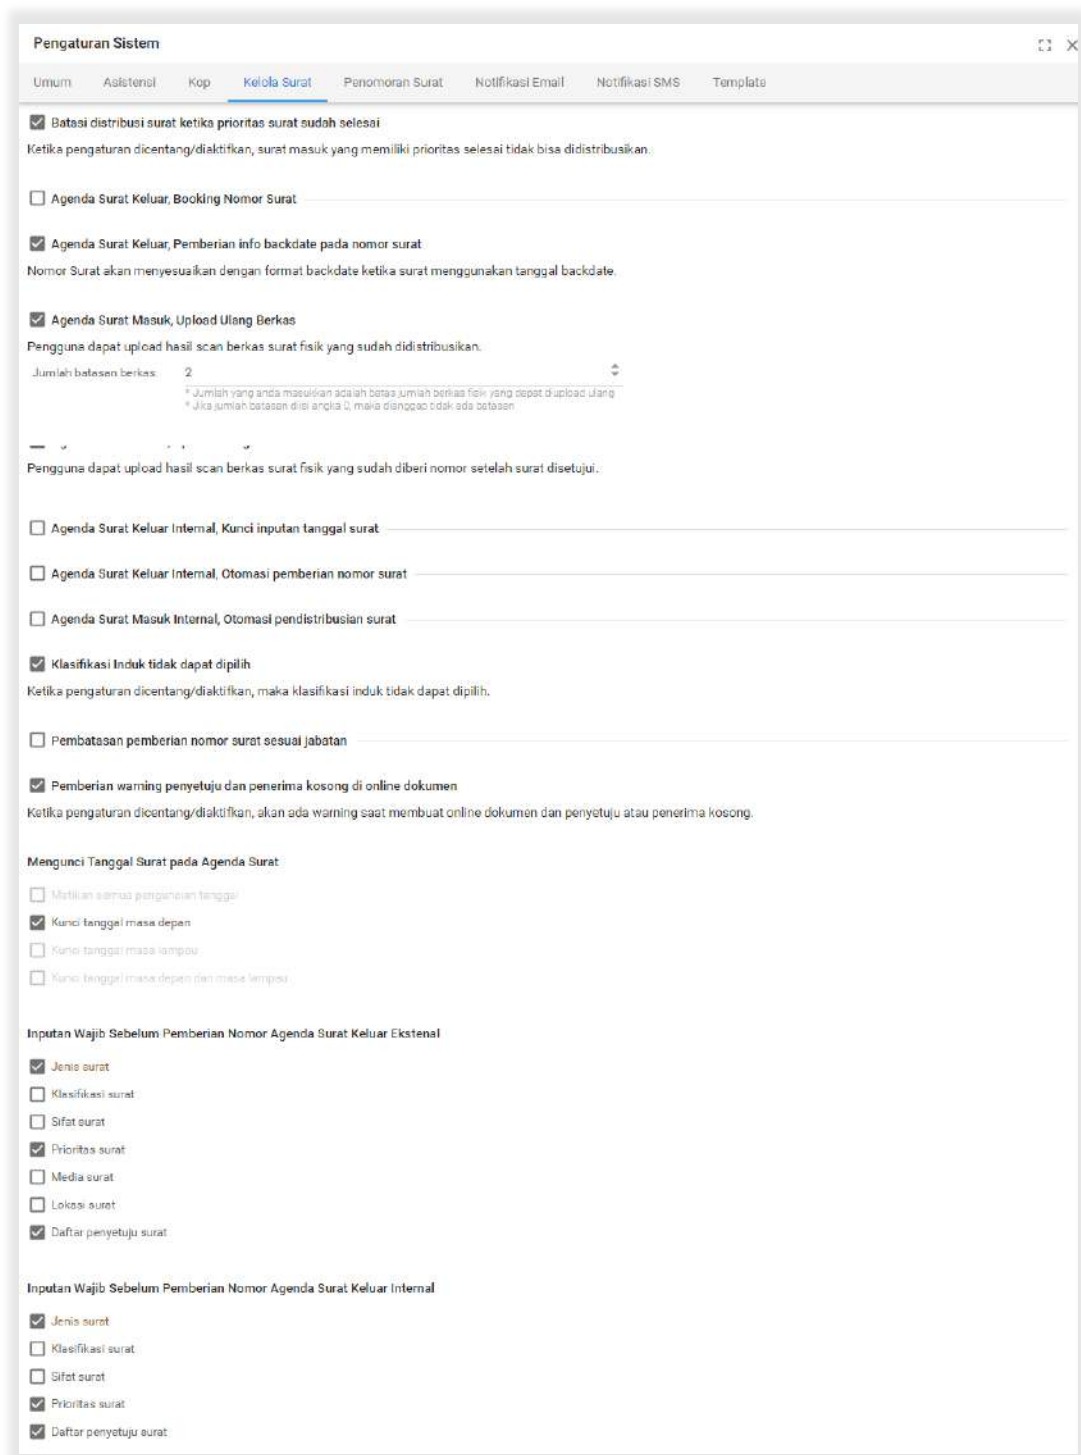 Pengaturan Sistem
Umum Asistensi Kop Kelola Surat Penomoran Surat Notifikasi Email Notifikasi SMS Template
Batasi distribusi surat ketika prioritas surat sudah selesai
Ketika pengaturan dicentang/diaktifkan, surat masuk yang memiliki prioritas selesai tidak bisa didistribusikan.
Agenda Surat Keluar, Booking Nomor Surat
Agenda Surat Keluar, Pemberian info backdate pada nomor surat
Nomor Surat akan menyesuaikan dengan format backdate ketika surat menggunakan tanggal backdate.
Agenda Surat Masuk, Upload Ulang Berkas
Pengguna dapat upload hasil scan berkas surat fisik yang sudah didistribusikan.
Jumlah batasan berkas: 2
* Jumlah yang anda masukkan adalah batas jumlah berkas fisik yang dapat diupload ulang
* Jika jumlah batasan diisi angka 0, maka dianggap tidak ada batasan
Pengguna dapat upload hasil scan berkas surat fisik yang sudah diberi nomor setelah surat disetujui.
Agenda Surat Keluar Internal, Kunci inputan tanggal surat
Agenda Surat Keluar Internal, Otomasi pemberian nomor surat
Agenda Surat Masuk Internal, Otomasi pendistribusian surat
Klasifikasi Induk tidak dapat dipilih
Ketika pengaturan dicentang/diaktifkan, maka klasifikasi induk tidak dapat dipilih.
Pembatasan pemberian nomor surat sesuai jabatan
Pemberian warning penyetuju dan penerima kosong di online dokumen
Ketika pengaturan dicentang/diaktifkan, akan ada warning saat membuat online dokumen dan penyetuju atau penerima kosong.
Mengunci Tanggal Surat pada Agenda Surat
Matikan semua penguncian tanggal
Kunci tanggal masa depan
Kunci tanggal masa lampau
Kunci tanggal masa depan dan masa lampau
Inputan Wajib Sebelum Pemberian Nomor Agenda Surat Keluar Ekstenal
Jenis surat
Klasifikasi surat
Sifat surat
Prioritas surat
Media surat
Lokasi surat
Daftar penyetuju surat
Inputan Wajib Sebelum Pemberian Nomor Agenda Surat Keluar Internal
Jenis surat
Klasifikasi surat
Sifat surat
Prioritas surat
Daftar penyetuju surat